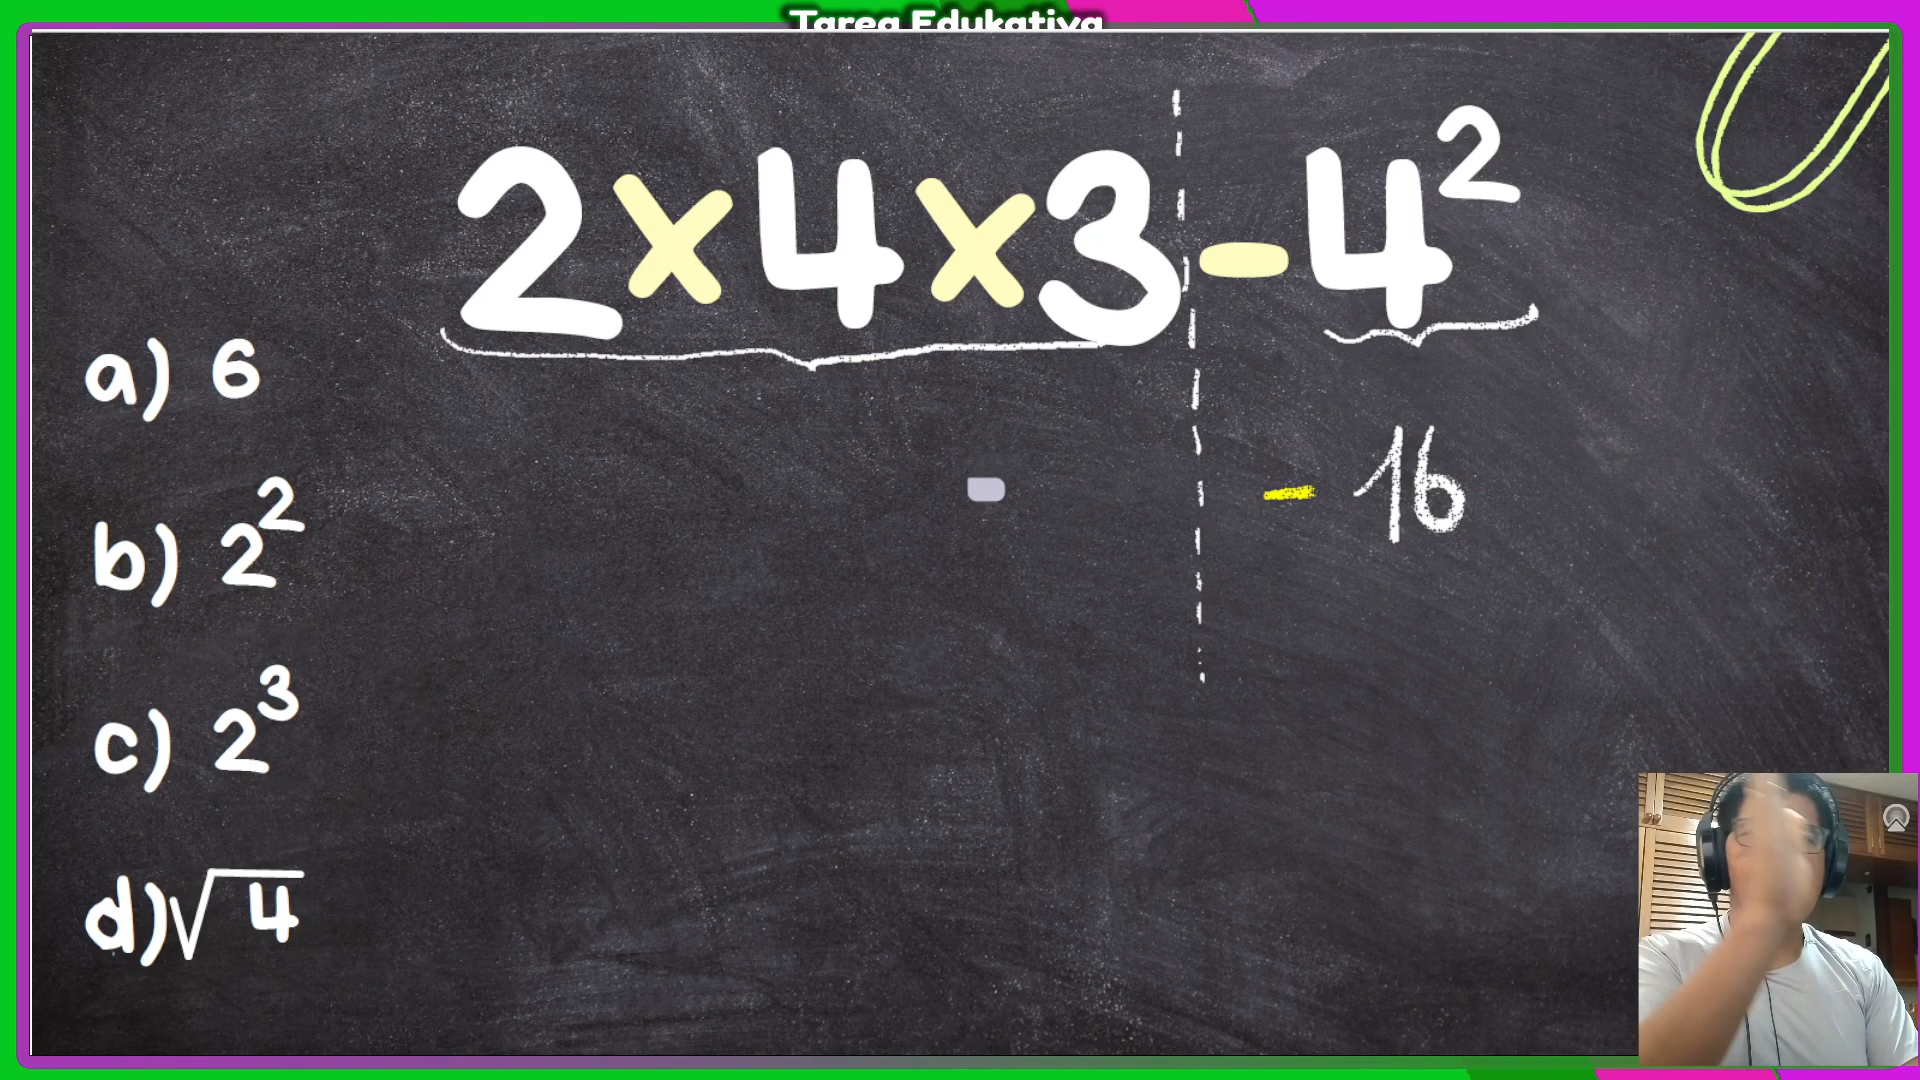 Tarea Edukativa
2x4x3-4²
- 16
a) 6
b) 2²
c) 2³
d)√4